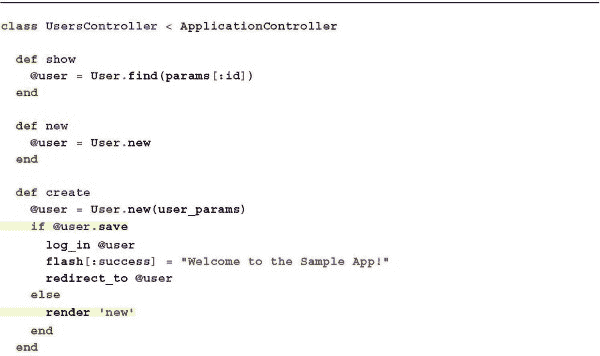 class UsersController < ApplicationController
def show
@user = User.find(params[:id])
end
def new
@user = User.new
end
def create
@user = User.new(user_params)
if @user.save
log_in @user
flash[:success] = "Welcome to the Sample App!"
redirect_to @user
else
render 'new'
end
end